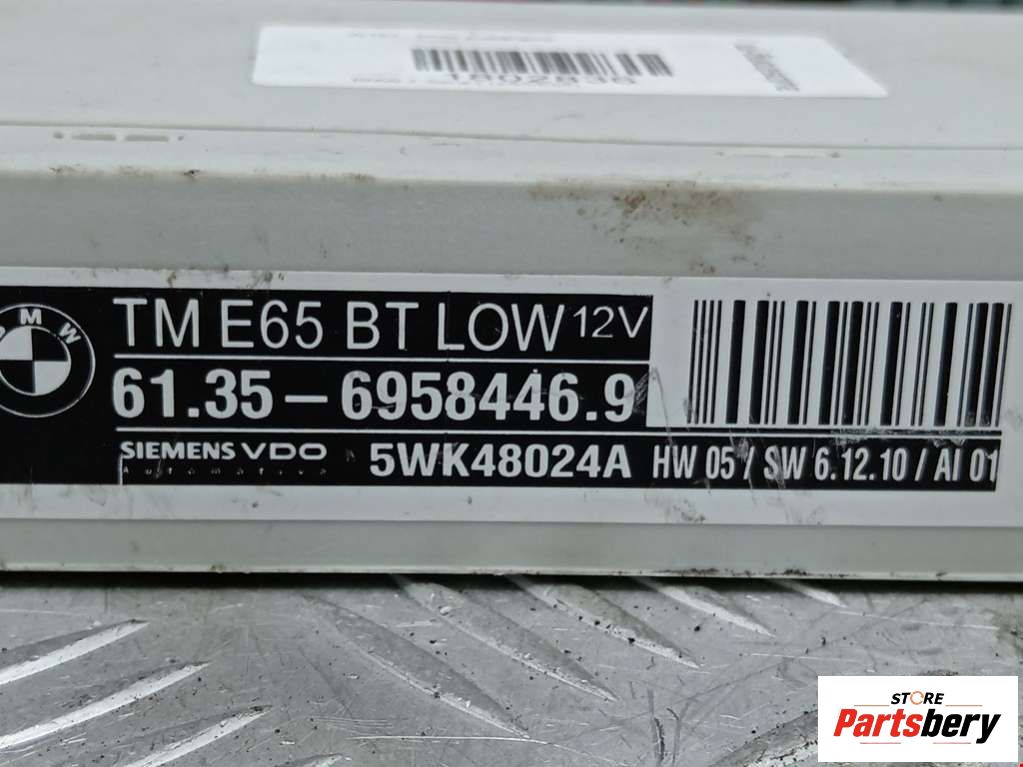 BMW
TM E65 BT LOW 12V
61.35 – 6958446.9
SIEMENS VDO 5WK48024A HW 05 / SW 6.12.10 / AI 01
Automotive
STORE
Partsbery